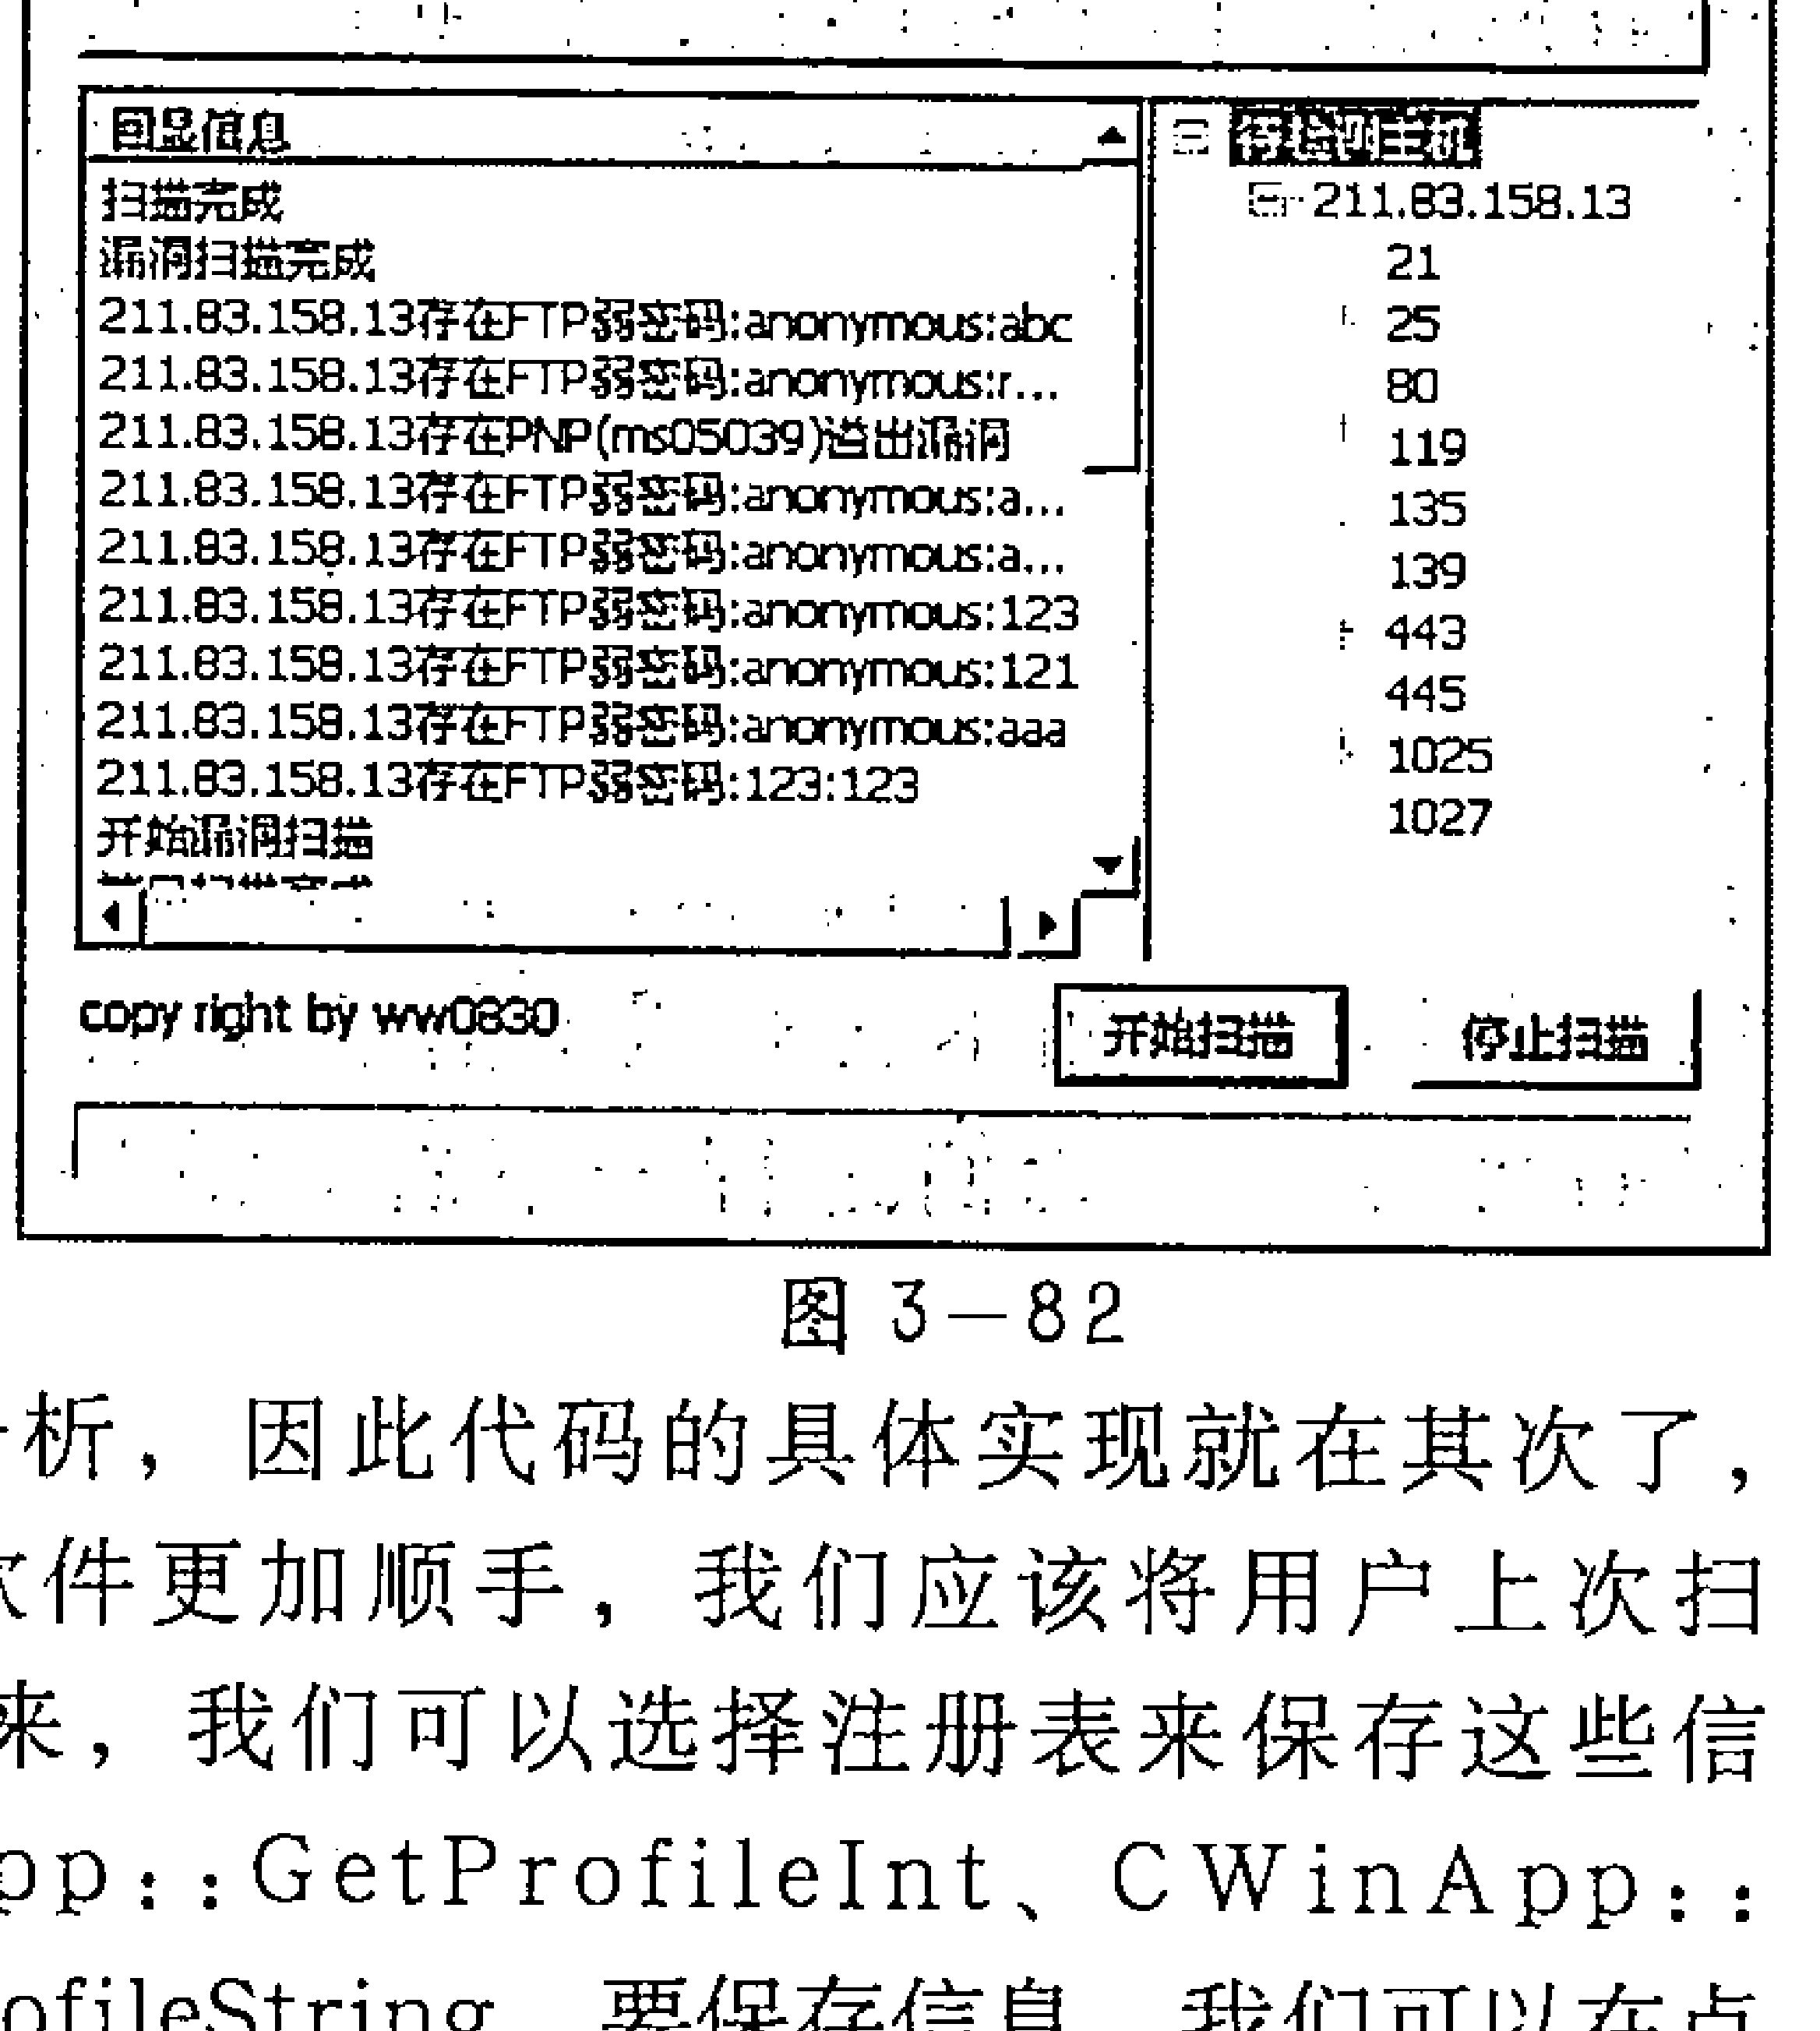 回显信息
扫描完成
漏洞扫描完成
211.83.158.13存在FTP弱密码:anonymous:abc
211.83.158.13存在FTP弱密码:anonymous:r...
211.83.158.13存在PNP(ms05039)溢出漏洞
211.83.158.13存在FTP弱密码:anonymous:a...
211.83.158.13存在FTP弱密码:anonymous:a...
211.83.158.13存在FTP弱密码:anonymous:123
211.83.158.13存在FTP弱密码:anonymous:121
211.83.158.13存在FTP弱密码:anonymous:aaa
211.83.158.13存在FTP弱密码:123:123
开始漏洞扫描
211.83.158.13
21
25
80
119
135
139
443
445
1025
1027
copy right by ww0830
开始扫描
停止扫描
图 3-82
析，因此代码的具体实现就在其次了，
件更加顺手，我们应该将用户上次扫
来，我们可以选择注册表来保存这些信
pp::GetProfileInt、CWinApp::
ofileString 要保存信息 我们可以在点